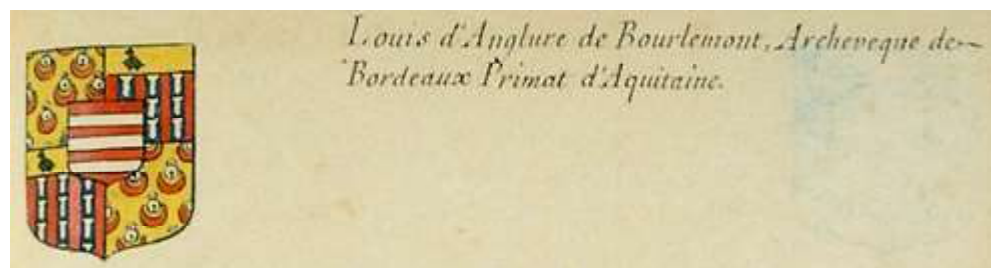 Louis d'Anglure de Bourlemont, Archeveque de
Bordeaux Primat d'Aquitaine.